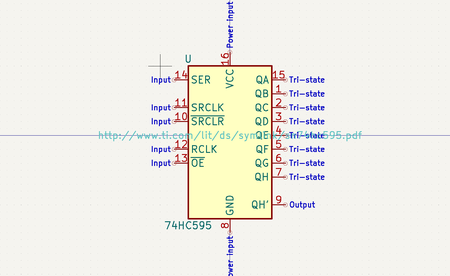 Power input
16
U
VCC
Input 14 SER QA 15 Tri-state
QB 1 Tri-state
Input 11 SRCLK QC 2 Tri-state
Input 10 SRCLR QD 3 Tri-state
http://www.ti.com/lit/ds/symlink/sn74hc595.pdf
QE 4 Tri-state
Input 12 RCLK QF 5 Tri-state
Input 13 OE QG 6 Tri-state
QH 7 Tri-state
GND QH' 9 Output
74HC595 8
Power input